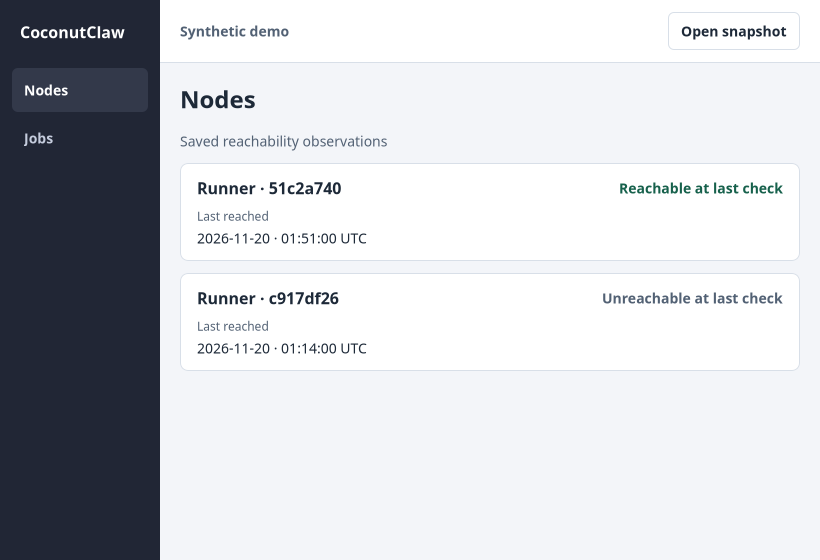 CoconutClaw
Nodes
Jobs
Synthetic demo
Open snapshot
Nodes
Saved reachability observations
Runner · 51c2a740
Reachable at last check
Last reached
2026-11-20 · 01:51:00 UTC
Runner · c917df26
Unreachable at last check
Last reached
2026-11-20 · 01:14:00 UTC